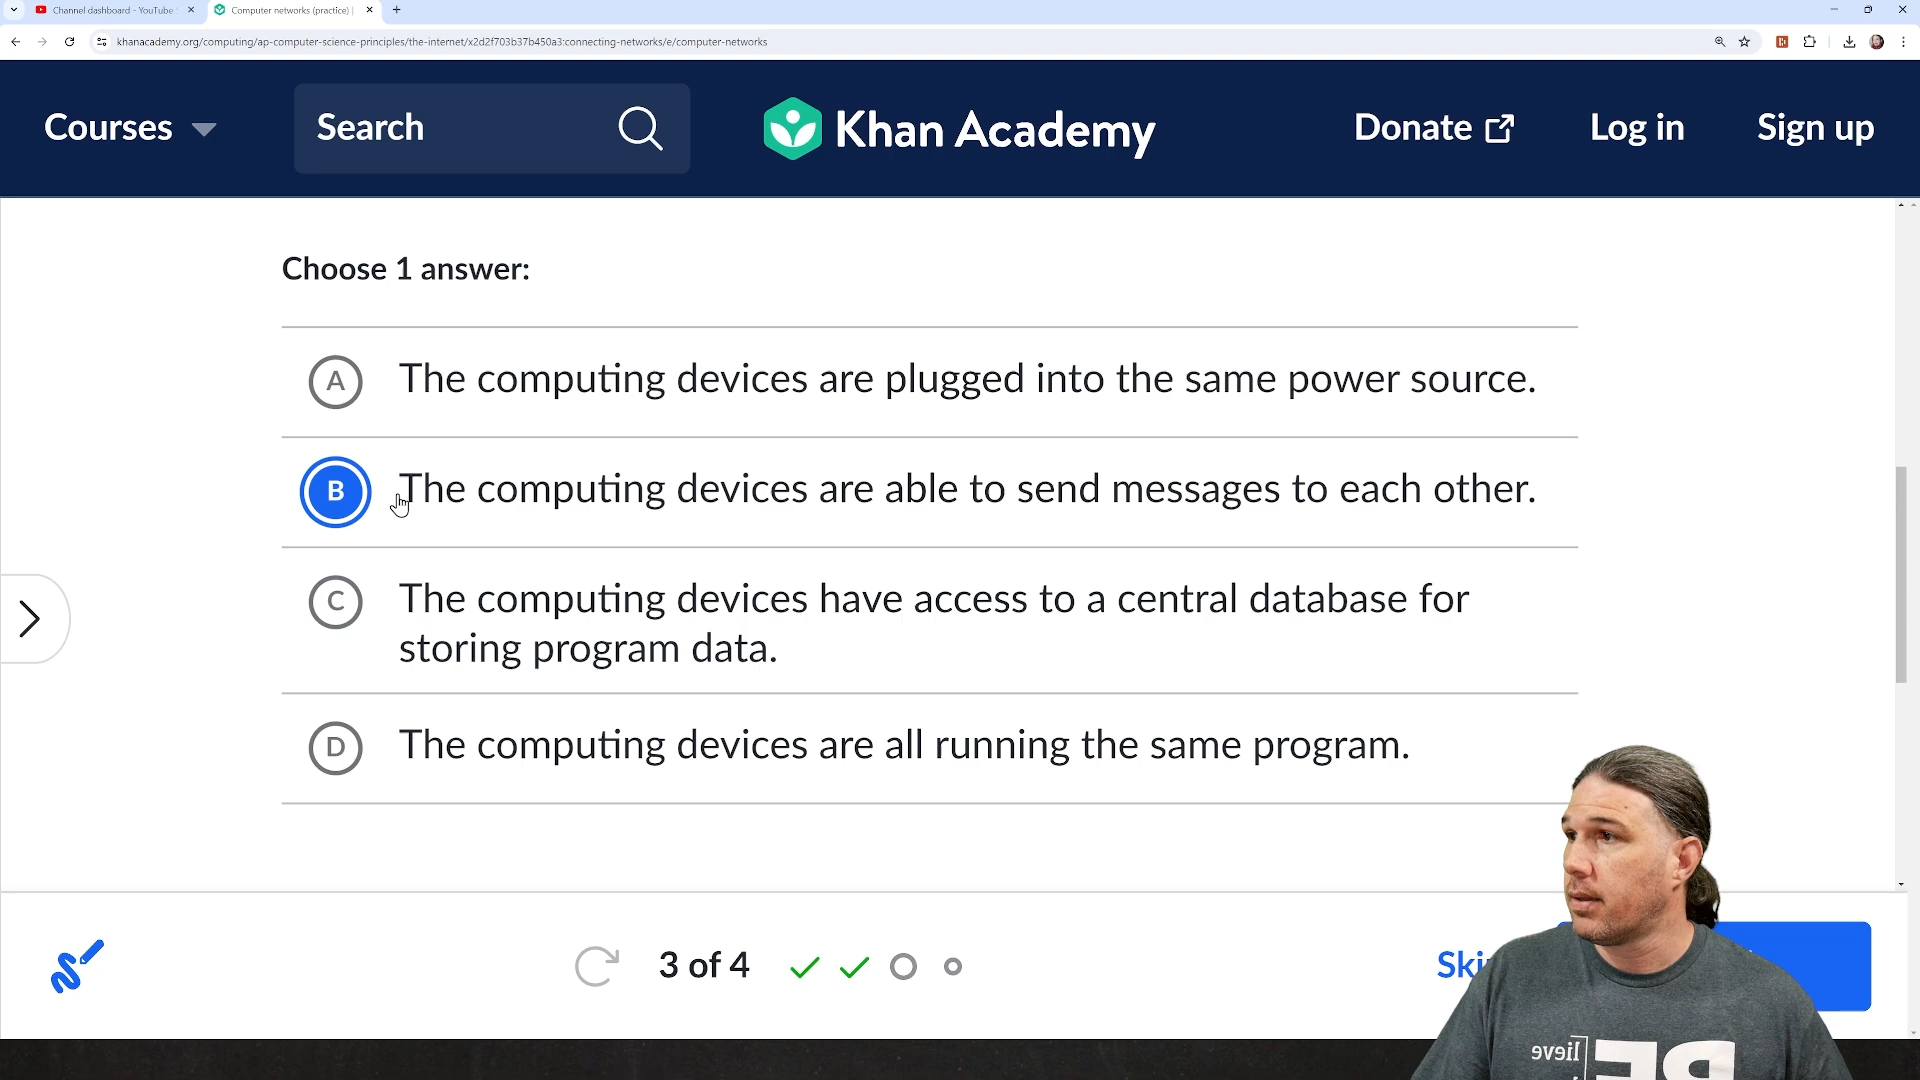 Channel dashboard - YouTube
Computer networks (practice) |
khanacademy.org/computing/ap-computer-science-principles/the-internet/x2d2f703b37b450a3:connecting-networks/e/computer-networks
Courses
Search
Khan Academy
Donate
Log in
Sign up
Choose 1 answer:
A The computing devices are plugged into the same power source.
B The computing devices are able to send messages to each other.
C The computing devices have access to a central database for
storing program data.
D The computing devices are all running the same program.
3 of 4
lieve
BE